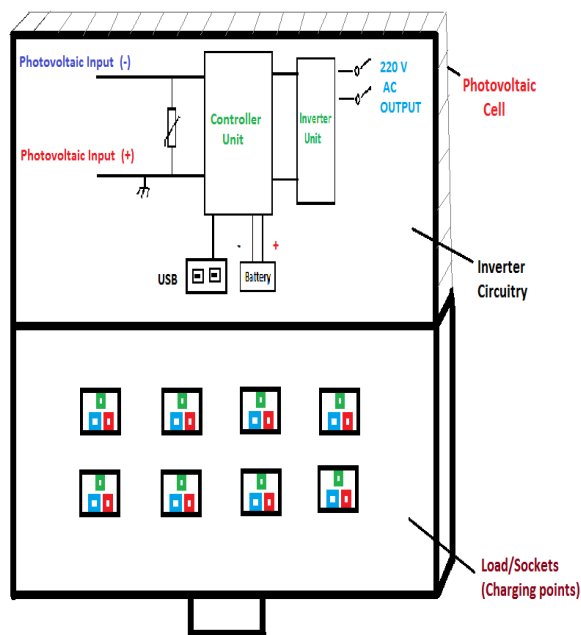 Photovoltaic Input (-)
Photovoltaic Input (+)
Controller
Unit
Inverter
Unit
220 V
AC
OUTPUT
Photovoltaic
Cell
- +
USB
Battery
Inverter
Circuitry
Load/Sockets
(Charging points)